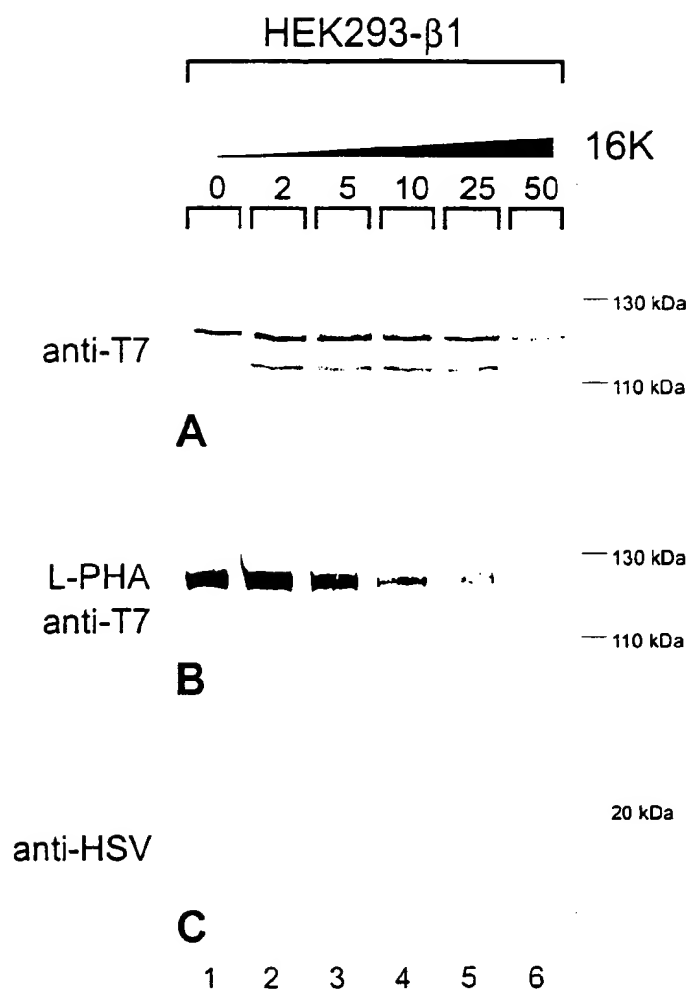 HEK293-β1
16K
0 2 5 10 25 50
130 kDa
anti-T7
110 kDa
A
130 kDa
L-PHA
anti-T7
110 kDa
B
20 kDa
anti-HSV
C
1 2 3 4 5 6